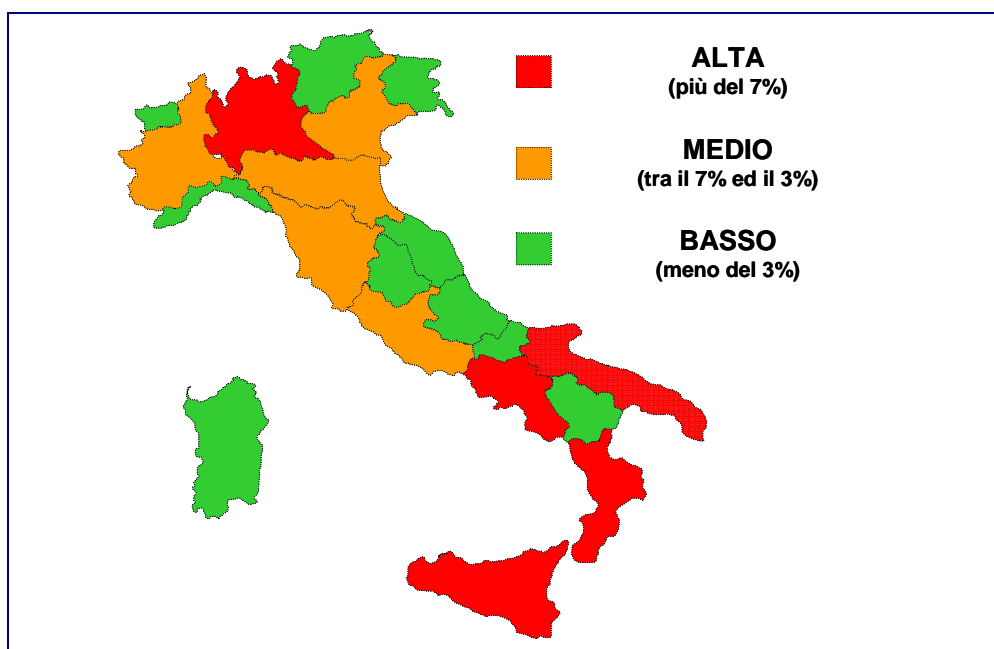 ALTA
(più del 7%)
MEDIO
(tra il 7% ed il 3%)
BASSO
(meno del 3%)